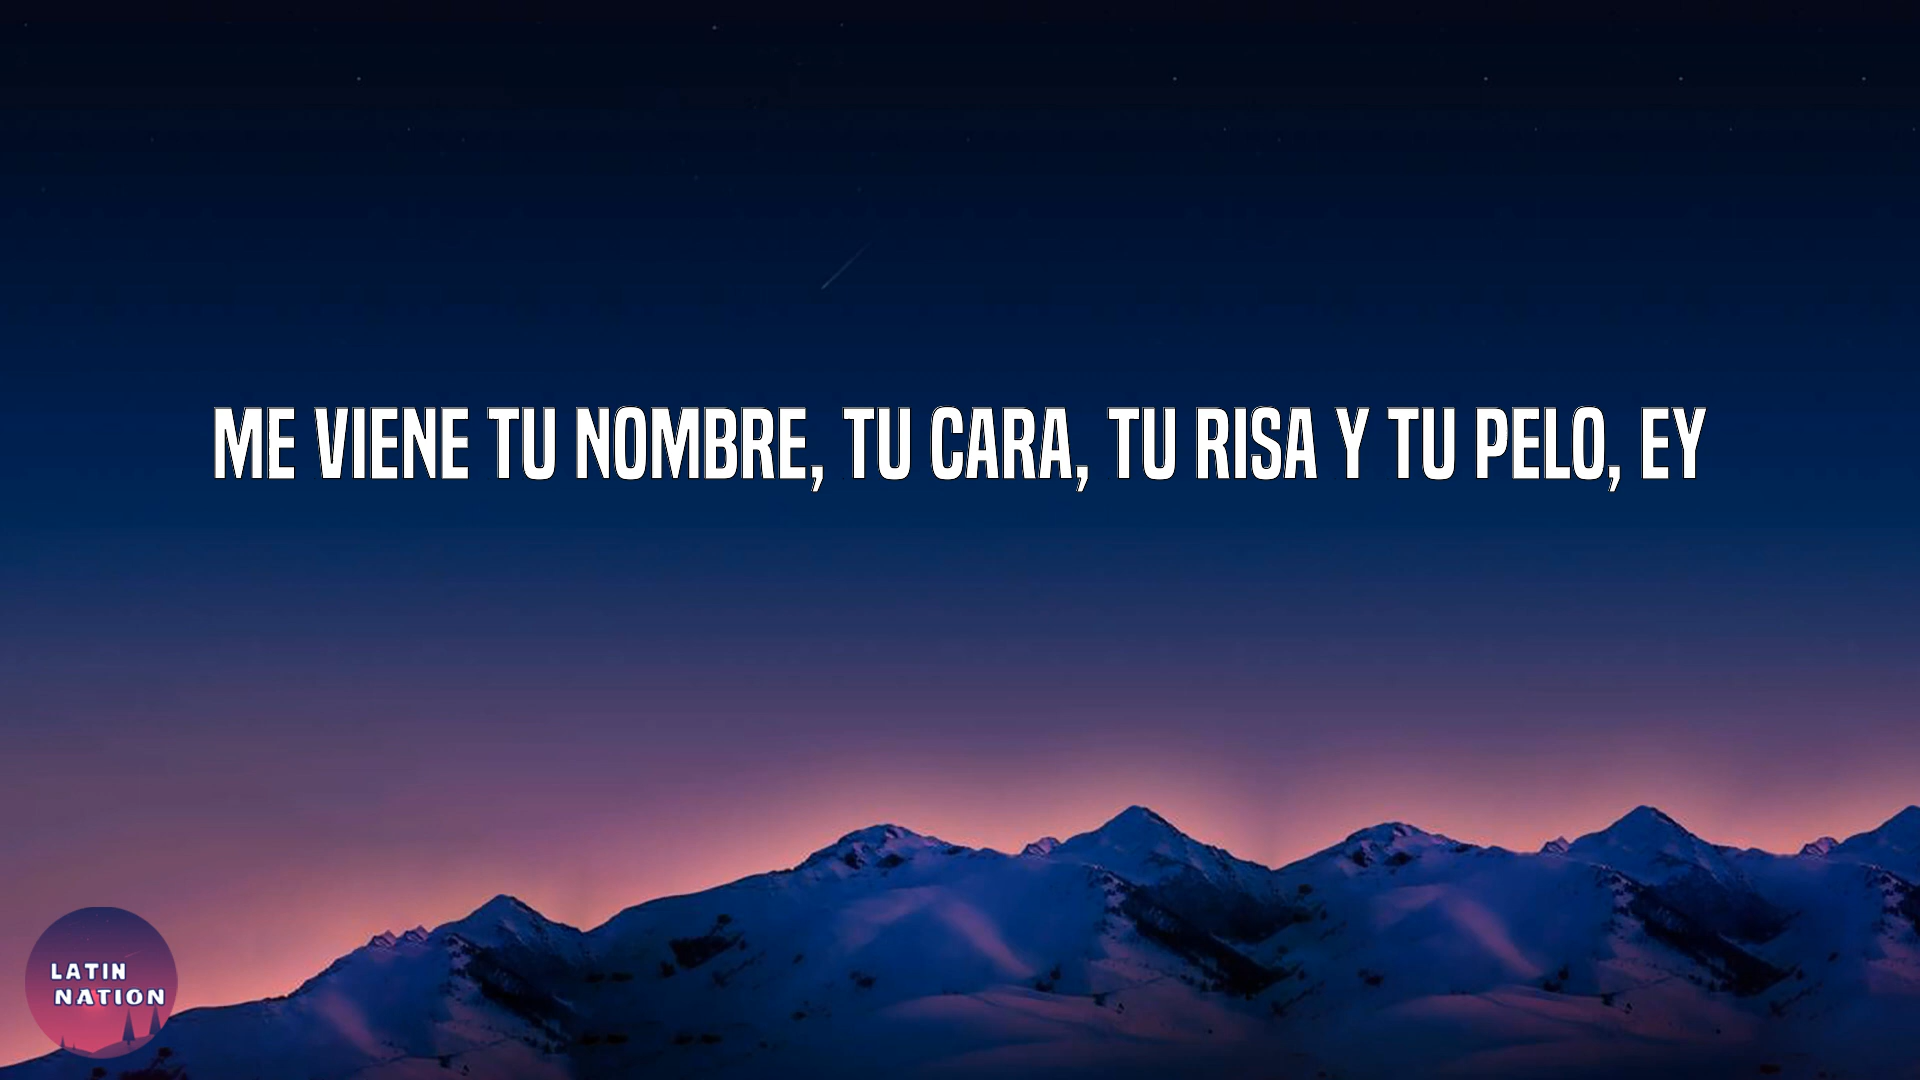 ME VIENE TU NOMBRE, TU CARA, TU RISA Y TU PELO, EY
LATIN
NATION